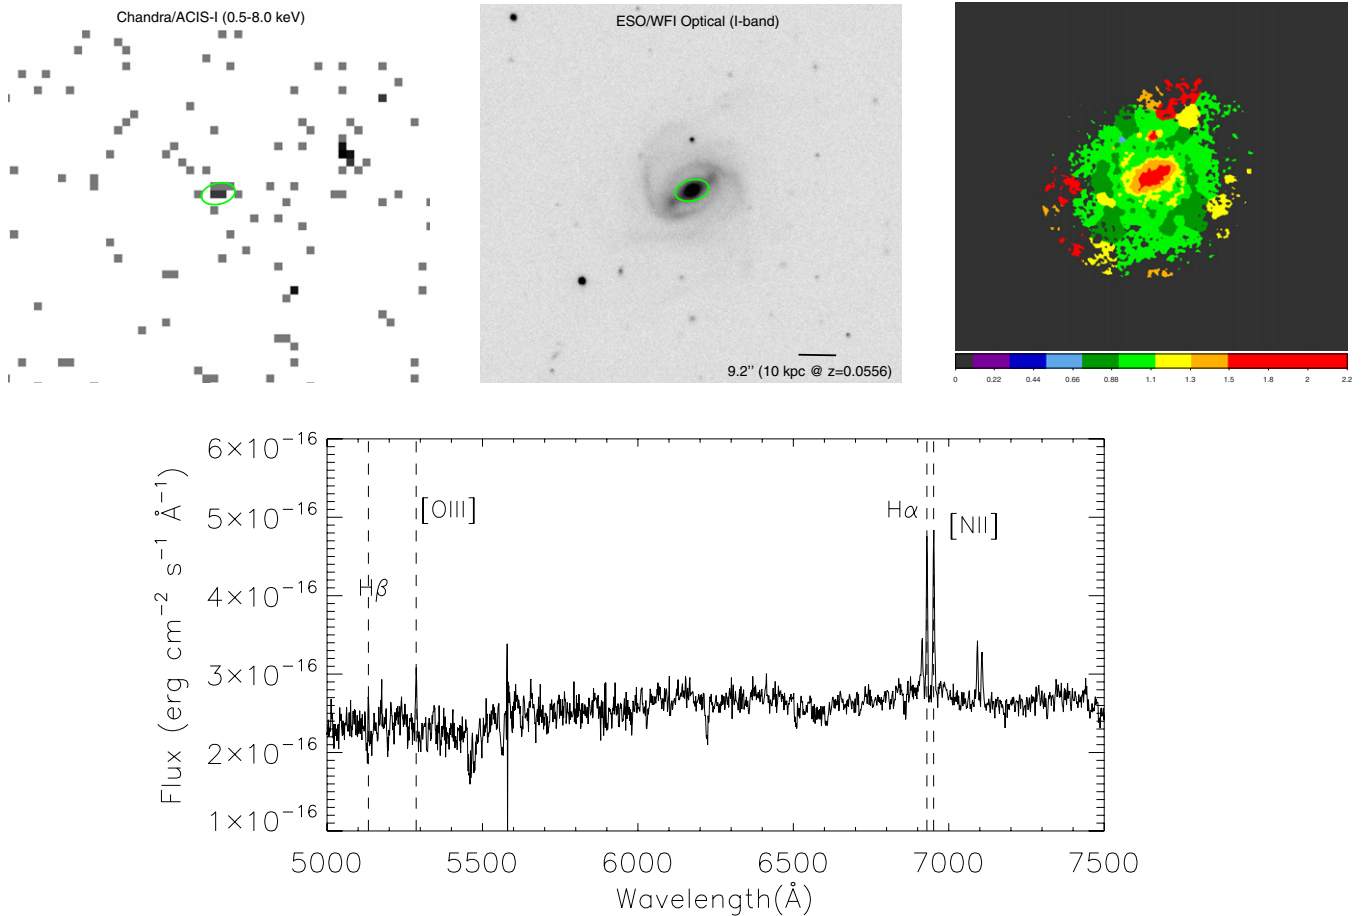 Chandra/ACIS-I (0.5-8.0 keV)
ESO/WFI Optical (I-band)
9.2'' (10 kpc @ z=0.0556)
0 0.22 0.44 0.66 0.88 1.1 1.3 1.5 1.8 2 2.2
6×10⁻¹⁶
5×10⁻¹⁶
4×10⁻¹⁶
3×10⁻¹⁶
2×10⁻¹⁶
1×10⁻¹⁶
Flux (erg cm⁻² s⁻¹ Å⁻¹)
[OIII]
Hβ
Hα
[NII]
5000 5500 6000 6500 7000 7500
Wavelength(Å)